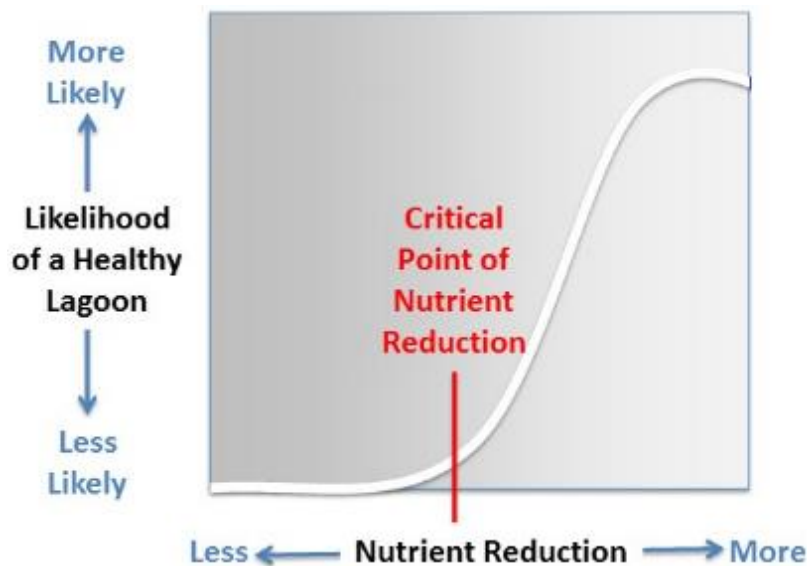 More
Likely
Likelihood
of a Healthy
Lagoon
Less
Likely
Critical
Point of
Nutrient
Reduction
Less
Nutrient Reduction
More